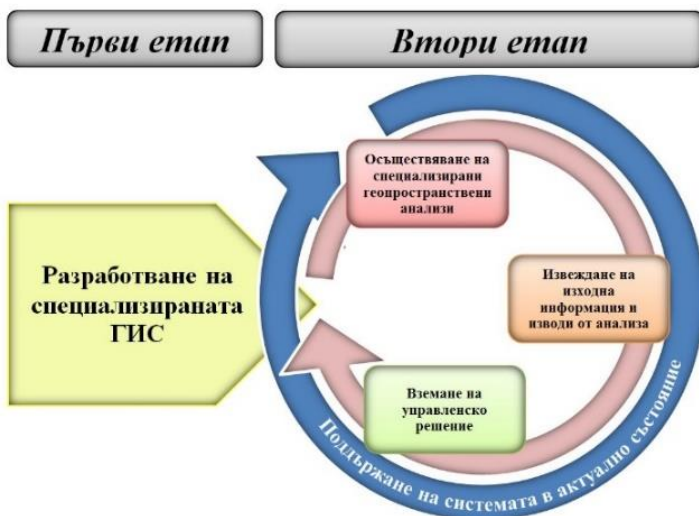 Първи етап
Втори етап
Разработване на
специализираната
ГИС
Осъществяване на
специализирани
геопространствени
анализи
Извеждане на
изходна
информация и
изводи от анализа
Вземане на
управленско
решение
Поддържане на системата в актуално състояние